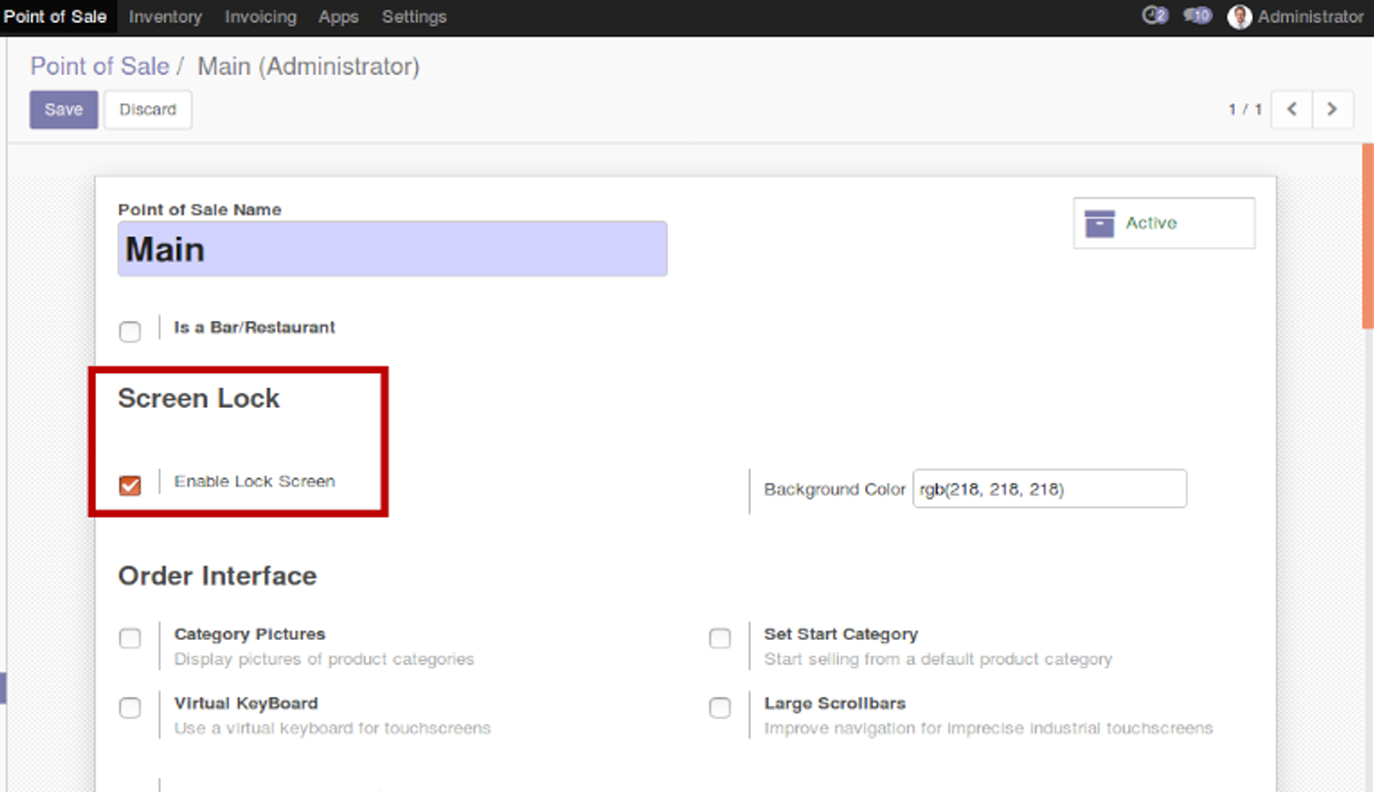 Point of Sale Inventory Invoicing Apps Settings 2 10 Administrator
Point of Sale / Main (Administrator)
Save Discard 1 / 1
Point of Sale Name
Active
Main
Is a Bar/Restaurant
Screen Lock
Enable Lock Screen
Background Color rgb(218, 218, 218)
Order Interface
Category Pictures Set Start Category
Display pictures of product categories Start selling from a default product category
Virtual KeyBoard Large Scrollbars
Use a virtual keyboard for touchscreens Improve navigation for imprecise industrial touchscreens